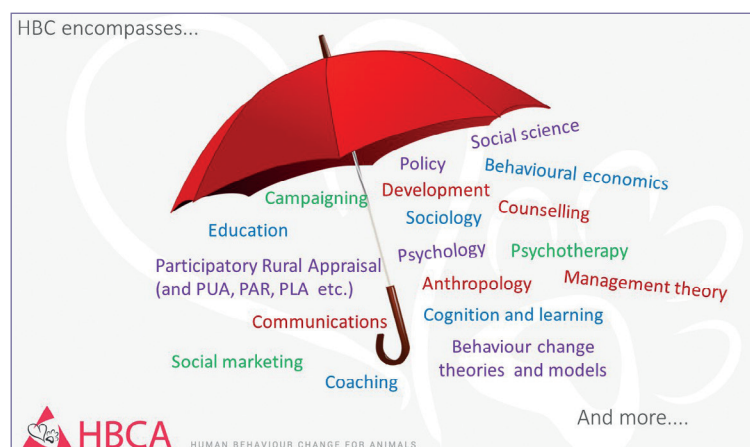 HBC encompasses...
Social science
Policy
Behavioural economics
Campaigning
Development
Counselling
Education
Sociology
Psychology
Psychotherapy
Participatory Rural Appraisal
(and PUA, PAR, PLA etc.)
Anthropology
Management theory
Communications
Cognition and learning
Social marketing
Behaviour change
theories and models
Coaching
And more....
HBCA
HUMAN BEHAVIOUR CHANGE FOR ANIMALS